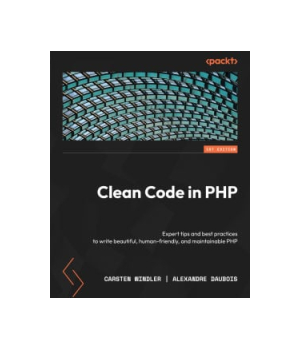 <packt>
1ST EDITION
Clean Code in PHP
Expert tips and best practices
to write beautiful, human-friendly, and maintainable PHP
CARSTEN WINDLER | ALEXANDRE DAUBOIS